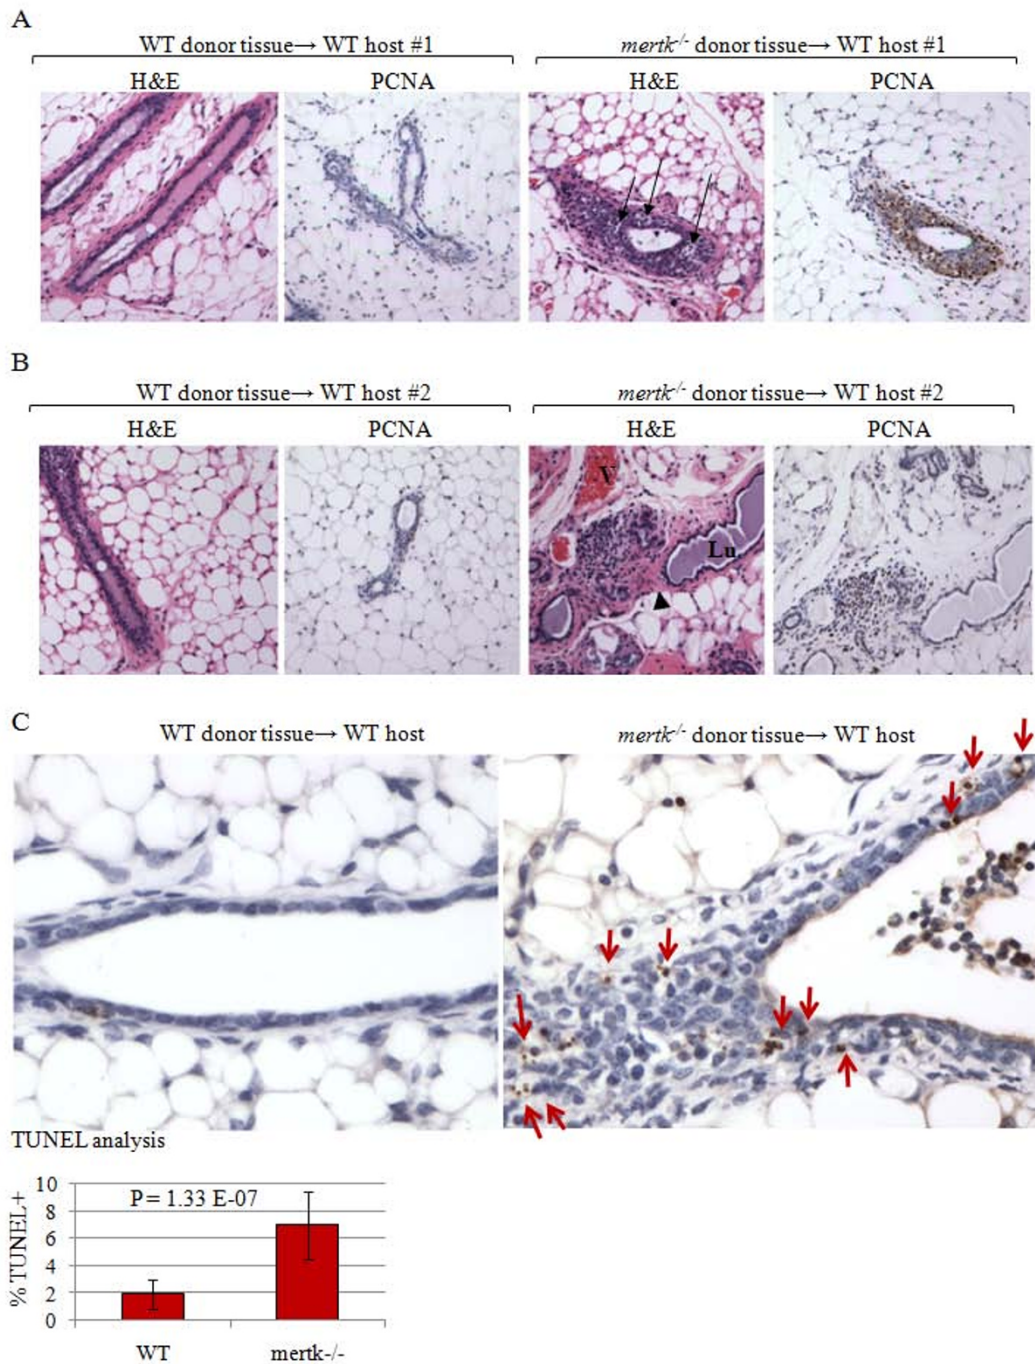 A
WT donor tissue→ WT host #1
mertk-/- donor tissue→ WT host #1
H&E
PCNA
H&E
PCNA
B
WT donor tissue→ WT host #2
mertk-/- donor tissue→ WT host #2
H&E
PCNA
H&E
PCNA
V
Lu
C
WT donor tissue→ WT host
mertk-/- donor tissue→ WT host
TUNEL analysis
P = 1.33 E-07
% TUNEL+
10
8
6
4
2
0
WT
mertk-/-